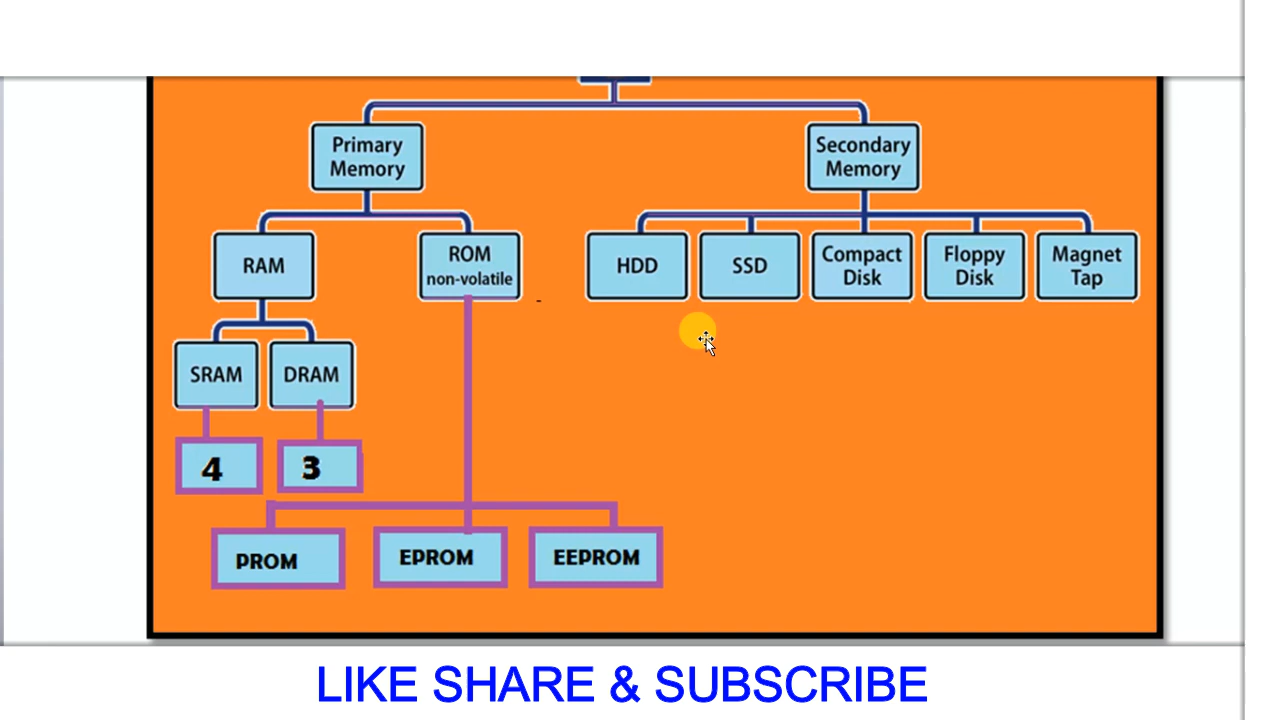 Primary
Memory
Secondary
Memory
RAM
ROM
non-volatile
HDD
SSD
Compact
Disk
Floppy
Disk
Magnet
Tap
SRAM
DRAM
4
3
PROM
EPROM
EEPROM
LIKE SHARE & SUBSCRIBE